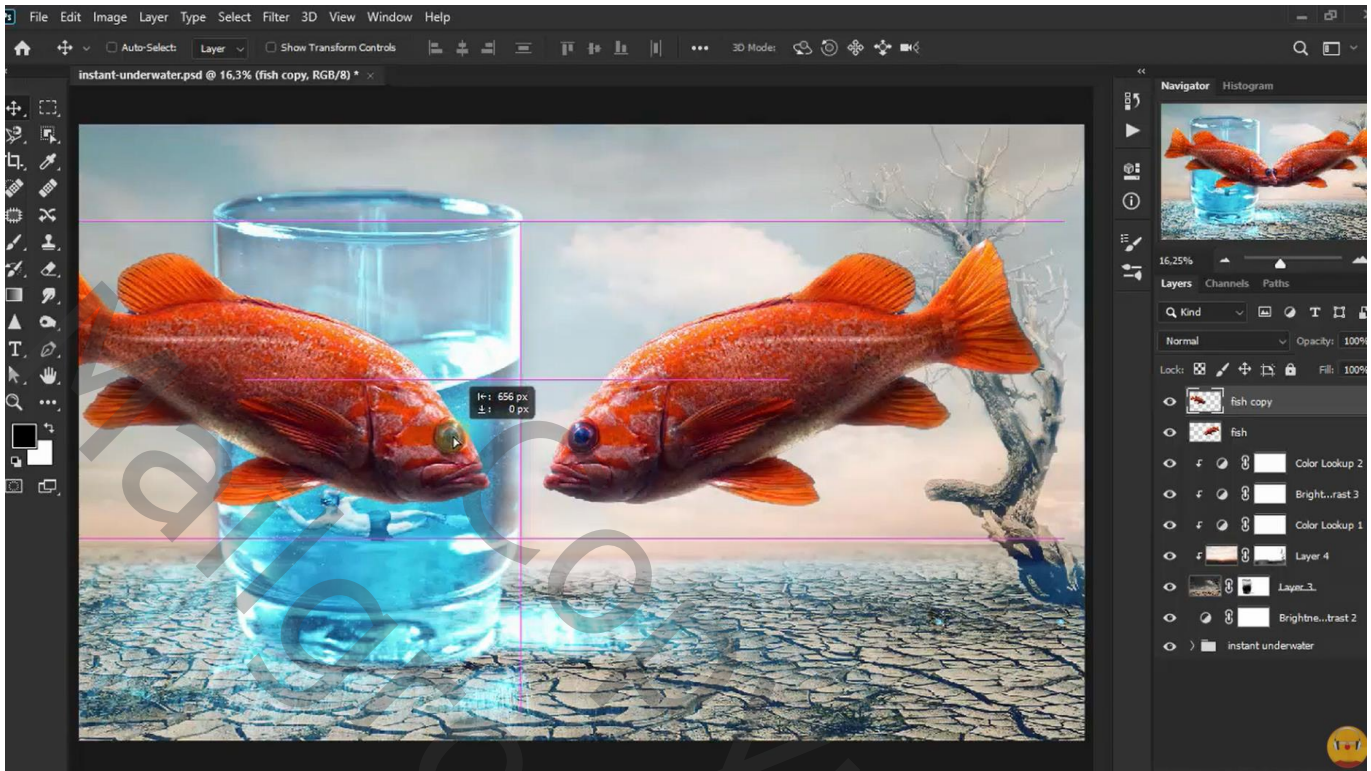 Ps File Edit Image Layer Type Select Filter 3D View Window Help
Auto-Select: Layer Show Transform Controls 3D Mode:
instant-underwater.psd @ 16,3% (fish copy, RGB/8) * ×
Navigator Histogram
16,25%
Layers Channels Paths
Kind
Normal Opacity: 100%
Lock: Fill: 100%
fish copy
fish
Color Lookup 2
Bright...rast 3
Color Lookup 1
Layer 4
Layer 3
Brightne...trast 2
instant underwater
656 px
0 px